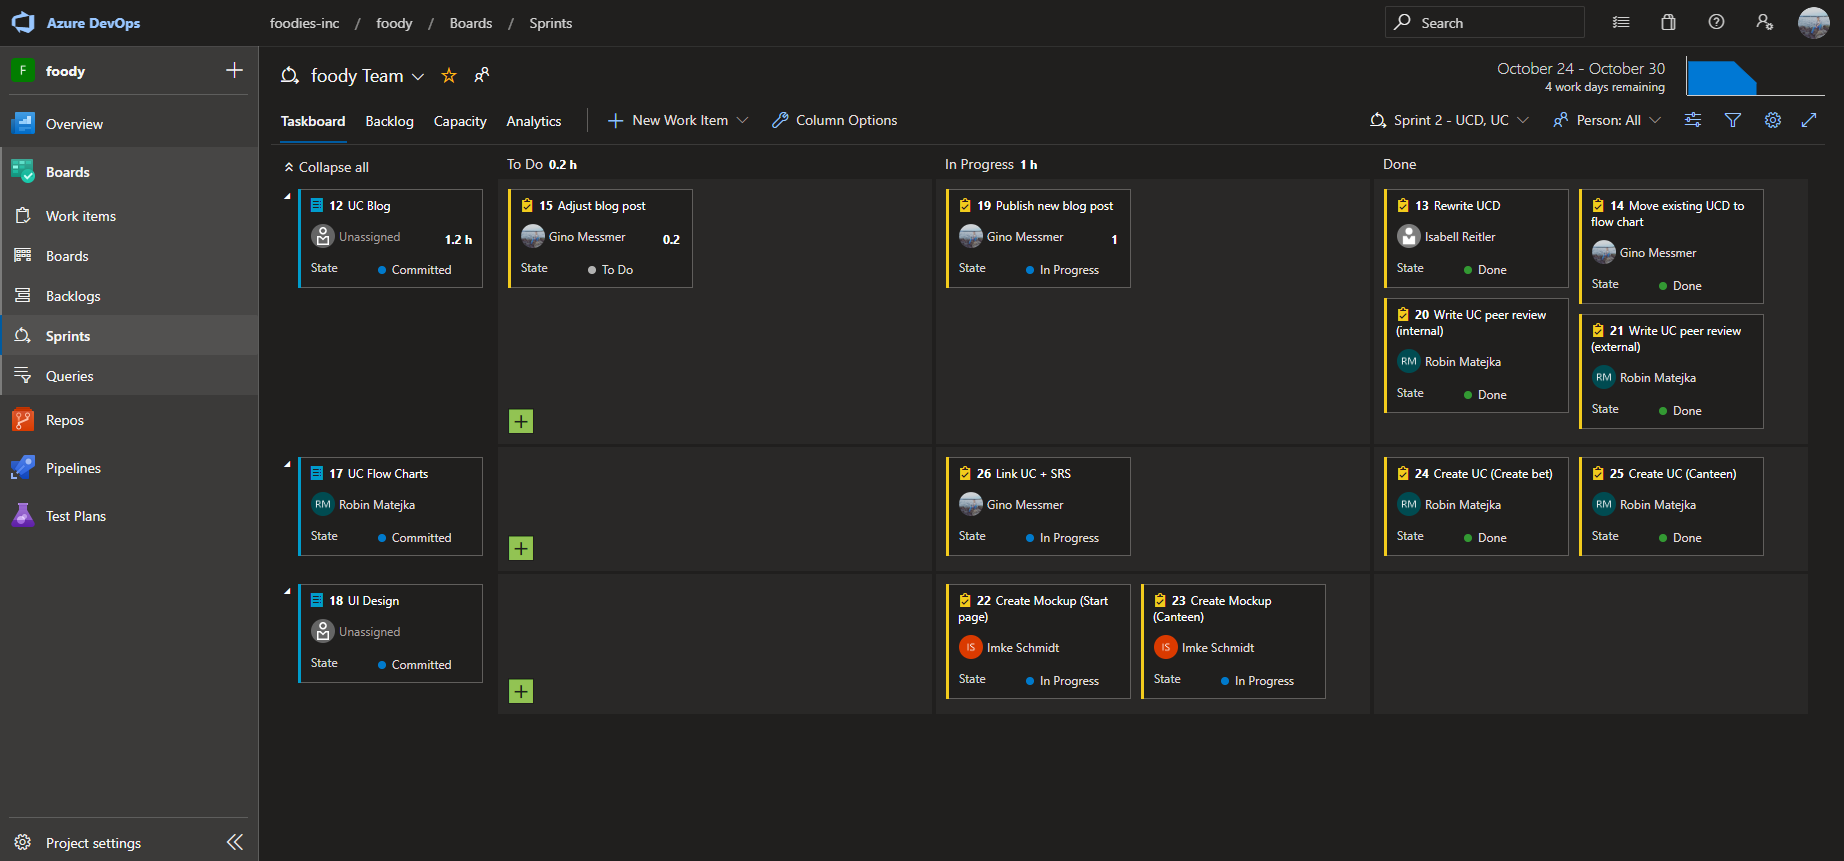 Azure DevOps
foodies-inc / foody / Boards / Sprints
Search
F foody
foody Team
October 24 - October 30
4 work days remaining
Overview
Boards
Work items
Boards
Backlogs
Sprints
Queries
Repos
Pipelines
Test Plans
Project settings
Taskboard Backlog Capacity Analytics New Work Item Column Options
Sprint 2 - UCD, UC Person: All
Collapse all
To Do 0.2 h
In Progress 1 h
Done
12 UC Blog
Unassigned 1.2 h
State Committed
15 Adjust blog post
Gino Messmer 0.2
State To Do
19 Publish new blog post
Gino Messmer 1
State In Progress
13 Rewrite UCD
Isabell Reitler
State Done
14 Move existing UCD to
flow chart
Gino Messmer
State Done
20 Write UC peer review
(internal)
RM Robin Matejka
State Done
21 Write UC peer review
(external)
RM Robin Matejka
State Done
17 UC Flow Charts
RM Robin Matejka
State Committed
26 Link UC + SRS
Gino Messmer
State In Progress
24 Create UC (Create bet)
RM Robin Matejka
State Done
25 Create UC (Canteen)
RM Robin Matejka
State Done
18 UI Design
Unassigned
State Committed
22 Create Mockup (Start
page)
IS Imke Schmidt
State In Progress
23 Create Mockup
(Canteen)
IS Imke Schmidt
State In Progress